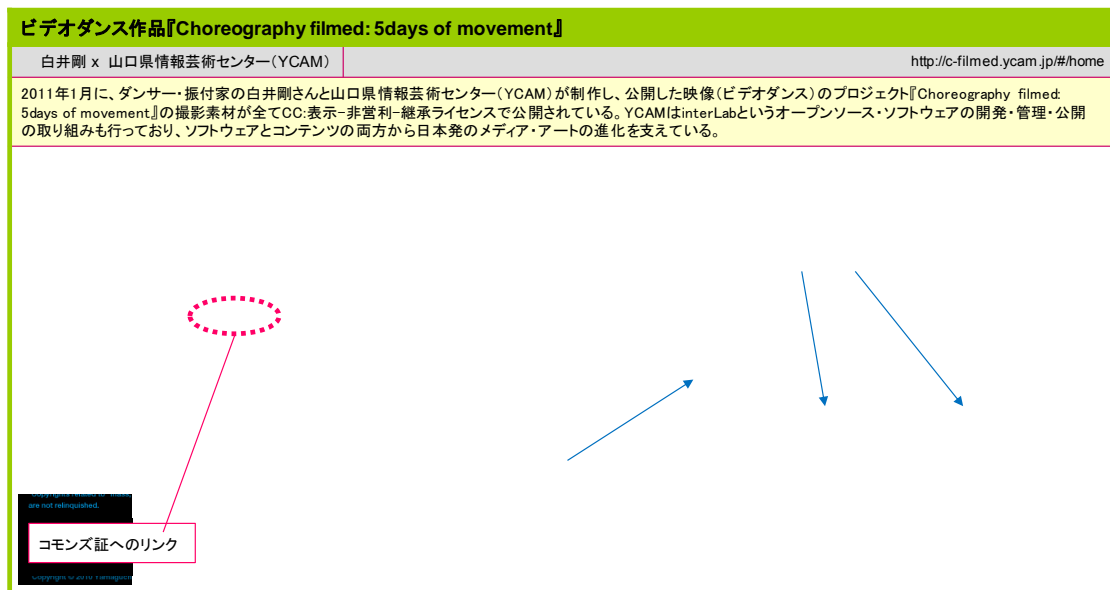 ビデオダンス作品『Choreography filmed: 5days of movement』
白井剛 x 山口県情報芸術センター（YCAM）
http://c-filmed.ycam.jp/#/home
2011年1月に、ダンサー・振付家の白井剛さんと山口県情報芸術センター（YCAM）が制作し、公開した映像（ビデオダンス）のプロジェクト『Choreography filmed:
5days of movement』の撮影素材が全てCC:表示-非営利-継承ライセンスで公開されている。YCAMはinterLabというオープンソース・ソフトウェアの開発・管理・公開
の取り組みも行っており、ソフトウェアとコンテンツの両方から日本発のメディア・アートの進化を支えている。
Copyrights related to "music
are not relinquished.
コモンズ証へのリンク
Copyright © 2010 Yamaguchi